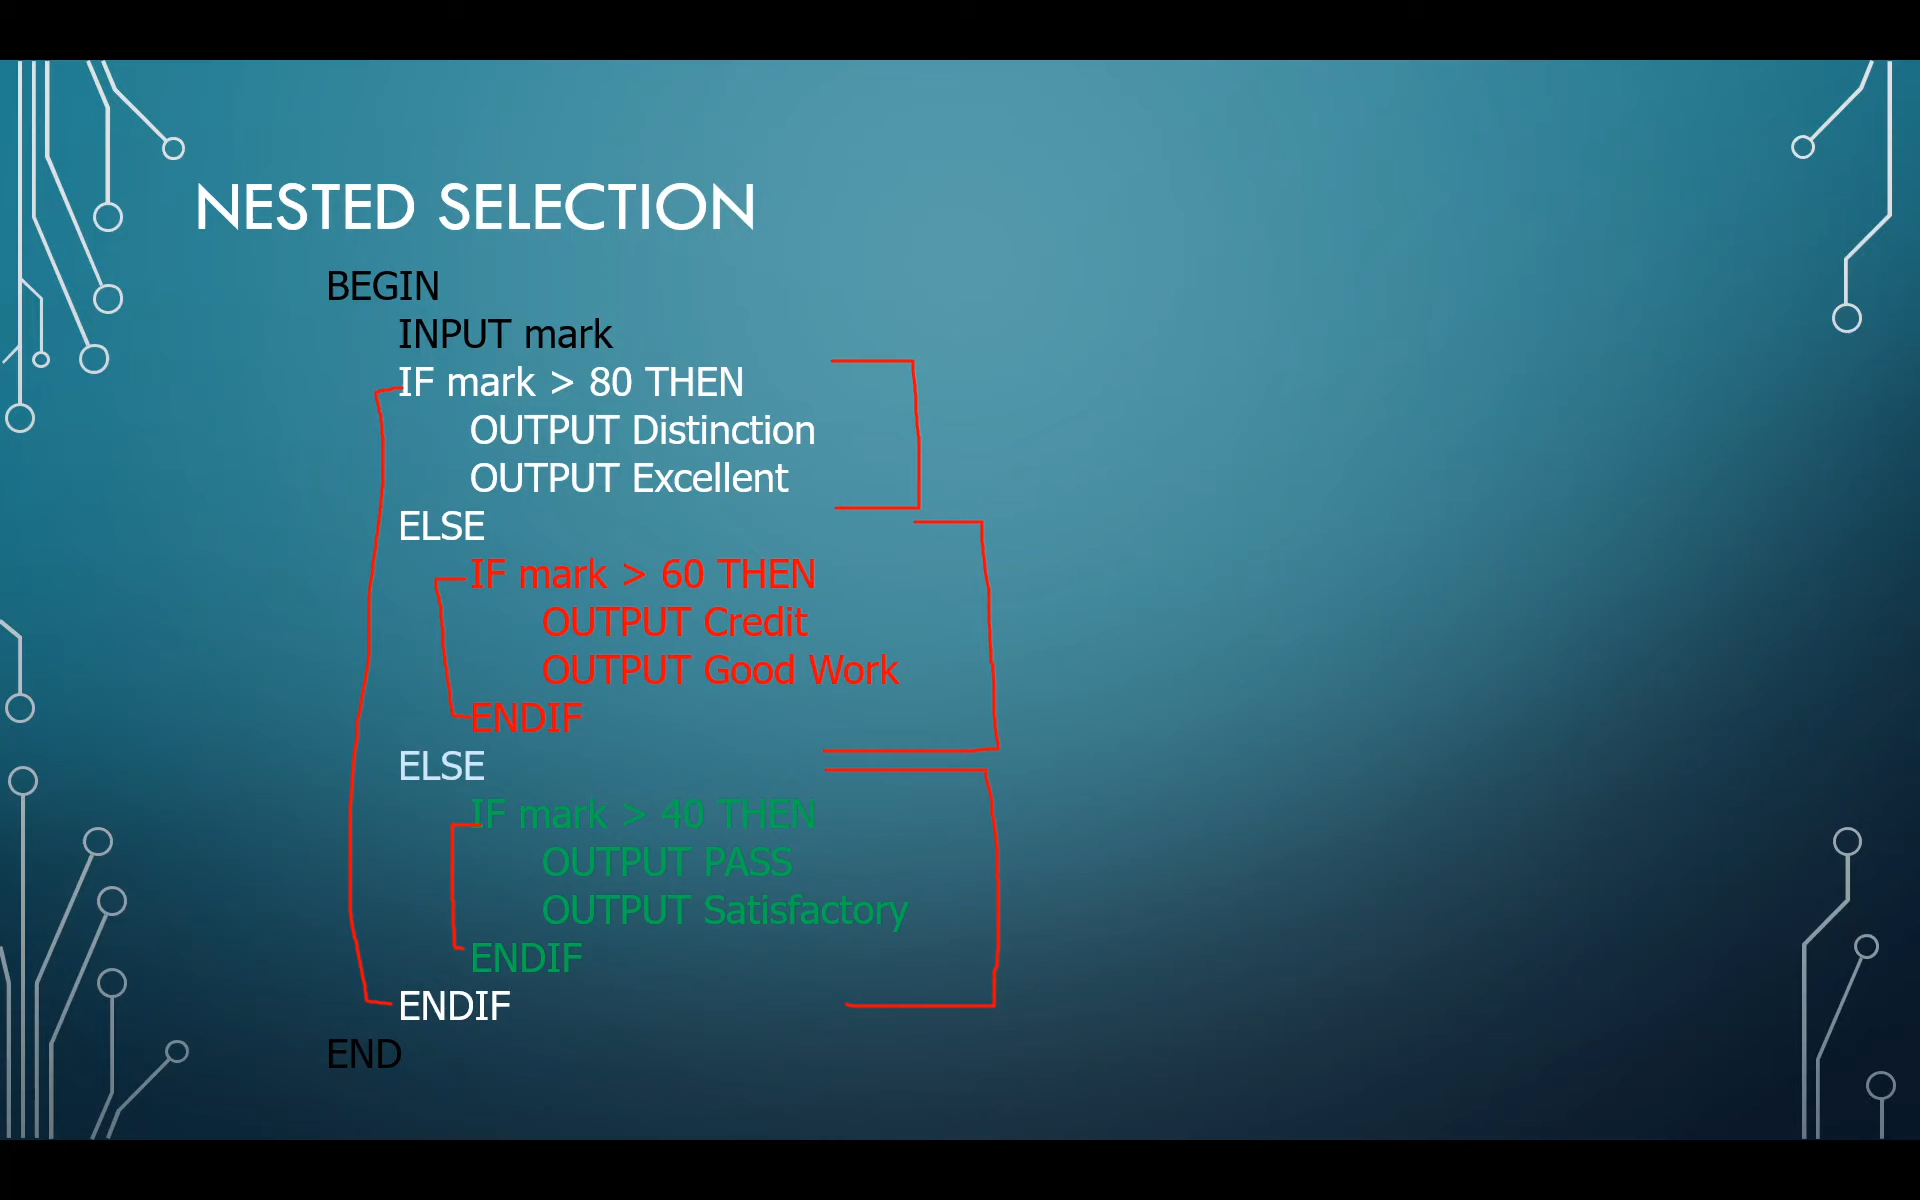 NESTED SELECTION
BEGIN
INPUT mark
IF mark > 80 THEN
OUTPUT Distinction
OUTPUT Excellent
ELSE
IF mark > 60 THEN
OUTPUT Credit
OUTPUT Good Work
ENDIF
ELSE
IF mark > 40 THEN
OUTPUT PASS
OUTPUT Satisfactory
ENDIF
ENDIF
END